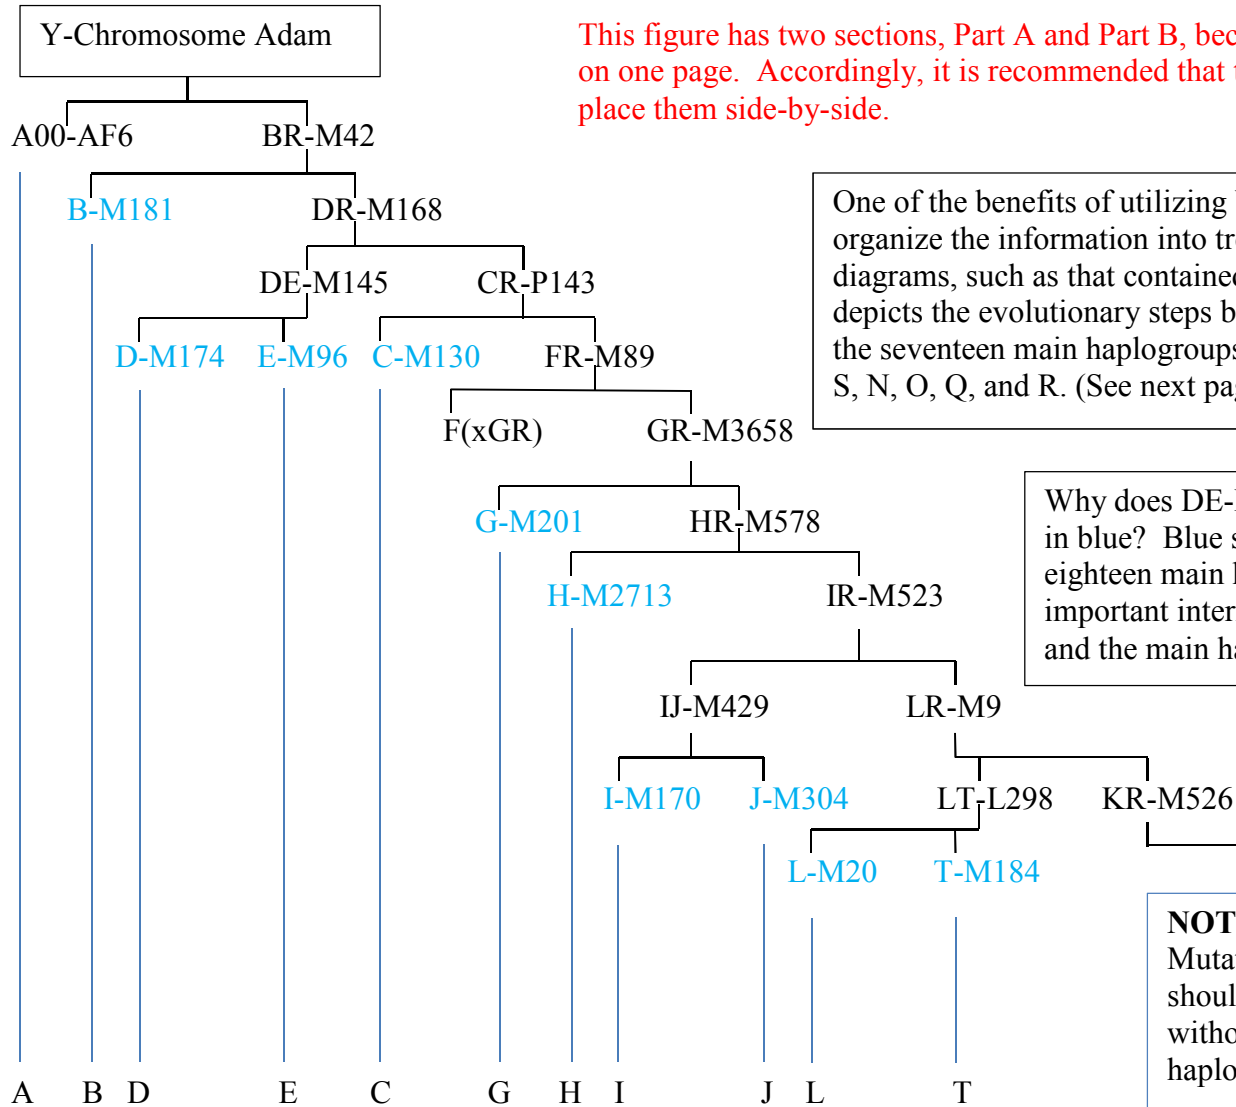 Y-Chromosome Adam
This figure has two sections, Part A and Part B, bec
on one page. Accordingly, it is recommended that
place them side-by-side.
A00-AF6 BR-M42
B-M181 DR-M168
One of the benefits of utilizing
organize the information into tr
diagrams, such as that contained
depicts the evolutionary steps b
the seventeen main haplogroups
S, N, O, Q, and R. (See next pag
DE-M145 CR-P143
D-M174 E-M96 C-M130 FR-M89
F(xGR) GR-M3658
G-M201 HR-M578
Why does DE-
in blue? Blue s
eighteen main
important inter
and the main ha
H-M2713 IR-M523
IJ-M429 LR-M9
I-M170 J-M304 LT-L298 KR-M526
L-M20 T-M184
NOT
Muta
shoul
witho
haplo
A B D E C G H I J L T